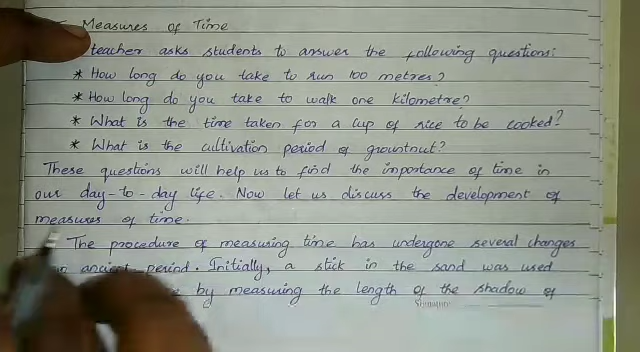 Measures of Time
teacher asks students to answer the following questions:
* How long do you take to run 100 metres?
* How long do you take to walk one kilometre?
* What is the time taken for a cup of rice to be cooked?
* What is the cultivation period of grountnut?
These questions will help us to find the importance of time in
our day-to-day life. Now let us discuss the development of
measures of time.
The procedure of measuring time has undergone several changes
ancient period. Initially, a stick in the sand was used
by measuring the length of the shadow of
Signature